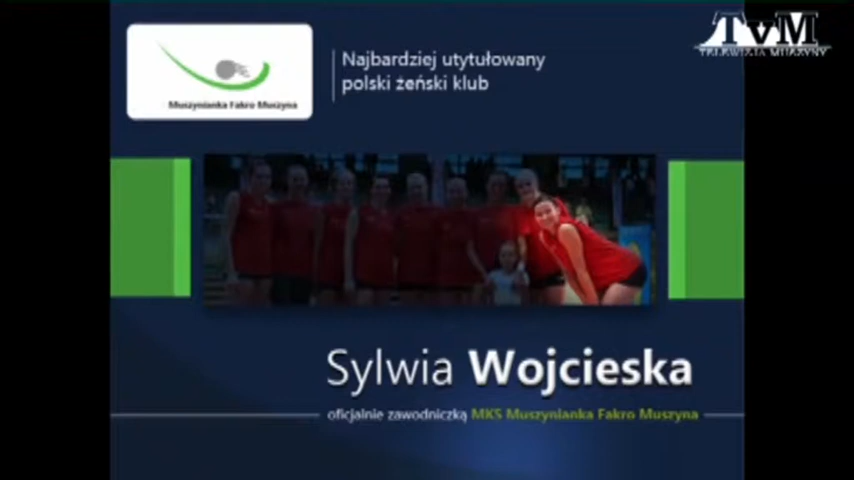 TvM
TELEWIZJA MUSZYNY
Muszynianka Fakro Muszyna
Najbardziej utytułowany
polski żeński klub
Sylwia Wojcieska
oficjalnie zawodniczką MKS Muszynianka Fakro Muszyna